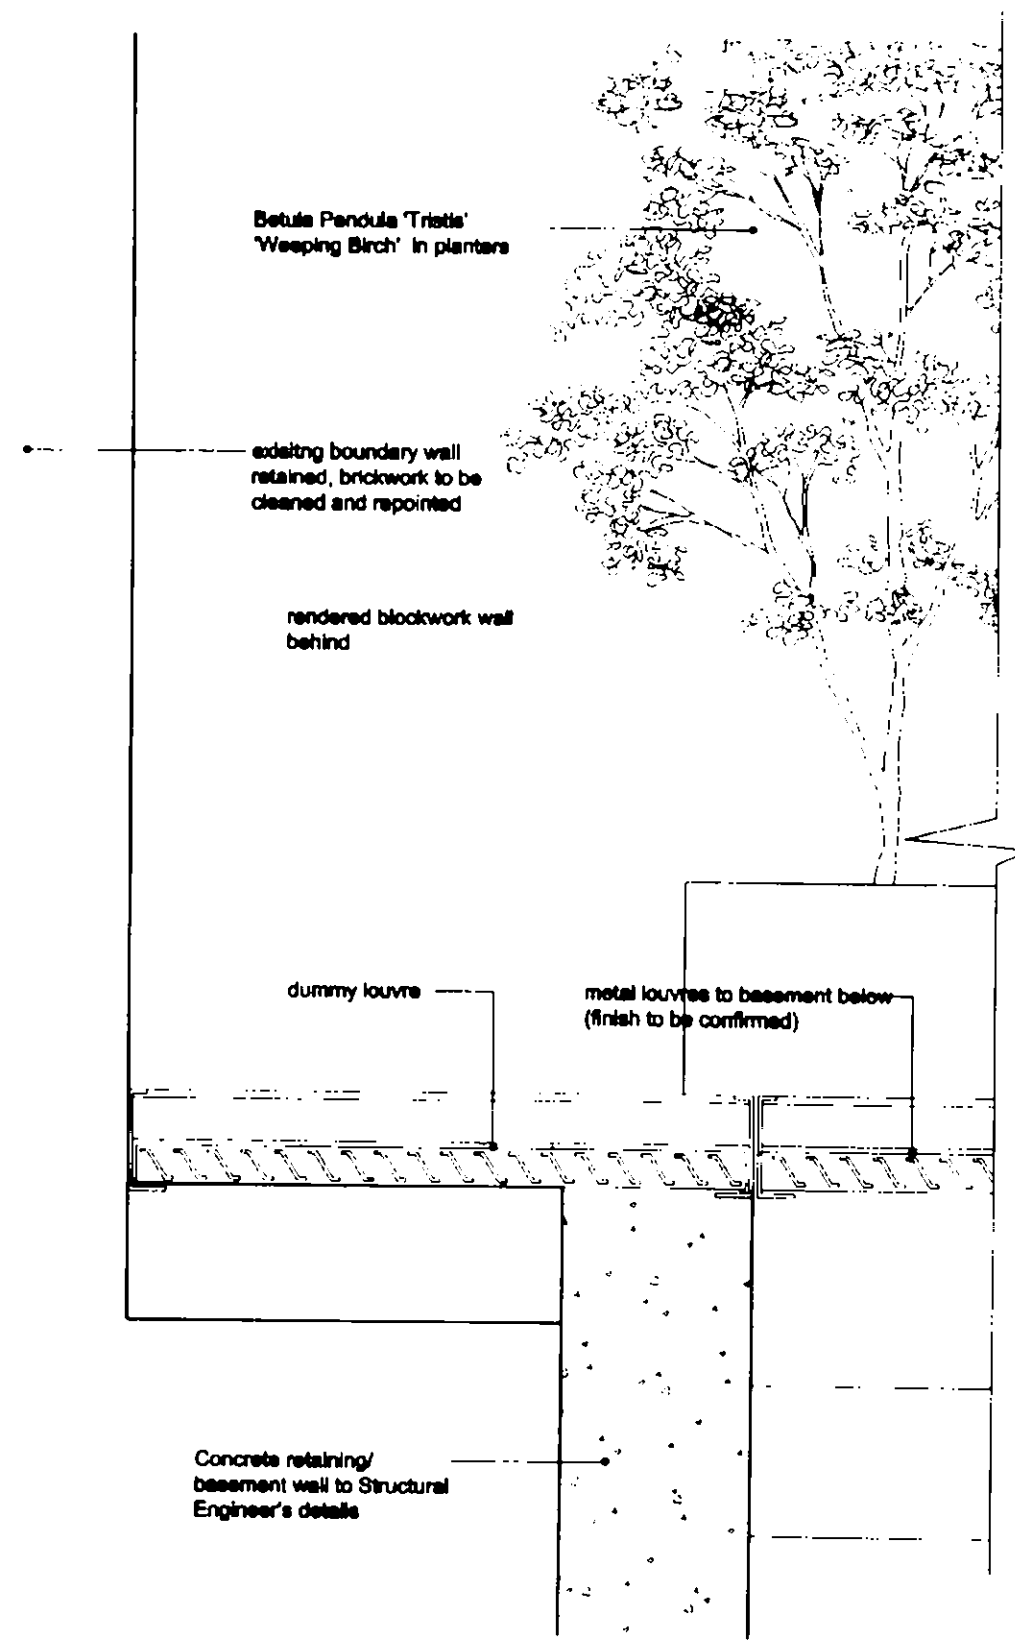 Betula Pendula 'Tristis'
'Weeping Birch' in planters
exisitng boundary wall
retained, brickwork to be
cleaned and repointed
rendered blockwork wall
behind
dummy louvre
metal louvres to basement below
(finish to be confirmed)
Concrete retaining/
basement wall to Structural
Engineer's details